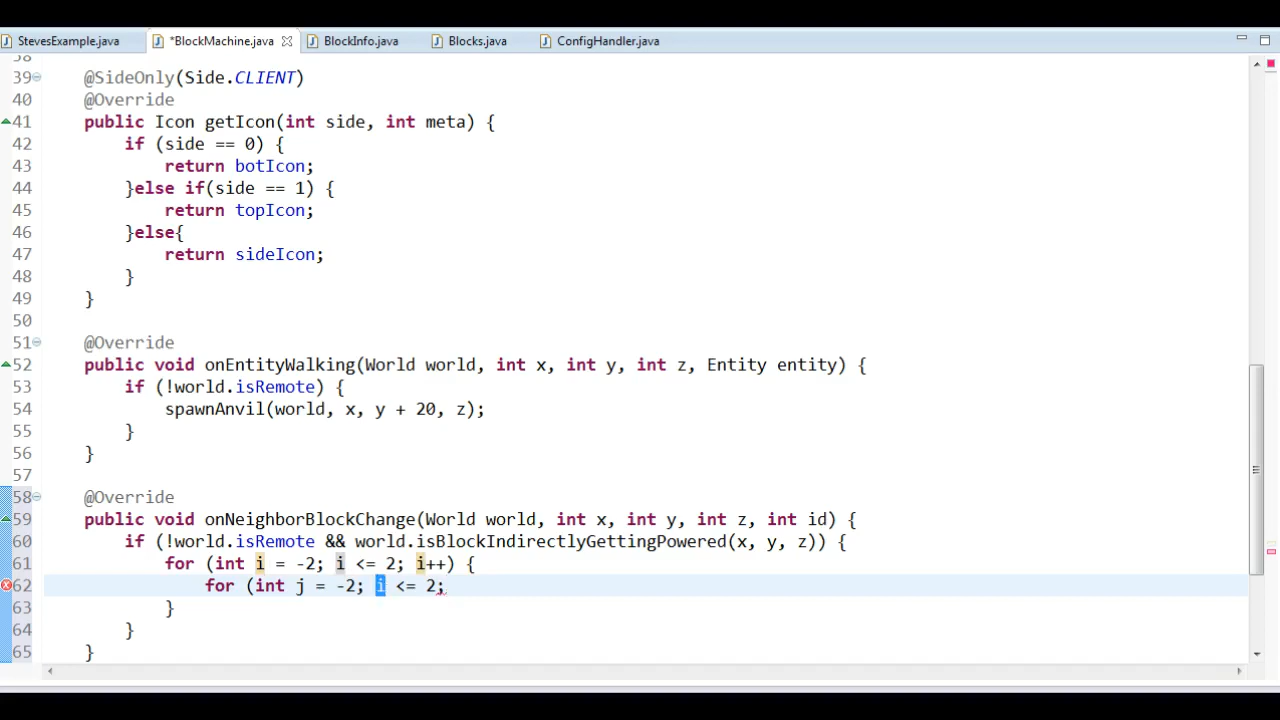 StevesExample.java *BlockMachine.java BlockInfo.java Blocks.java ConfigHandler.java
38
39 @SideOnly(Side.CLIENT)
40 @Override
41 public Icon getIcon(int side, int meta) {
42 if (side == 0) {
43 return botIcon;
44 }else if(side == 1) {
45 return topIcon;
46 }else{
47 return sideIcon;
48 }
49 }
50
51 @Override
52 public void onEntityWalking(World world, int x, int y, int z, Entity entity) {
53 if (!world.isRemote) {
54 spawnAnvil(world, x, y + 20, z);
55 }
56 }
57
58 @Override
59 public void onNeighborBlockChange(World world, int x, int y, int z, int id) {
60 if (!world.isRemote && world.isBlockIndirectlyGettingPowered(x, y, z)) {
61 for (int i = -2; i <= 2; i++) {
62 for (int j = -2; i <= 2;
63 }
64 }
65 }